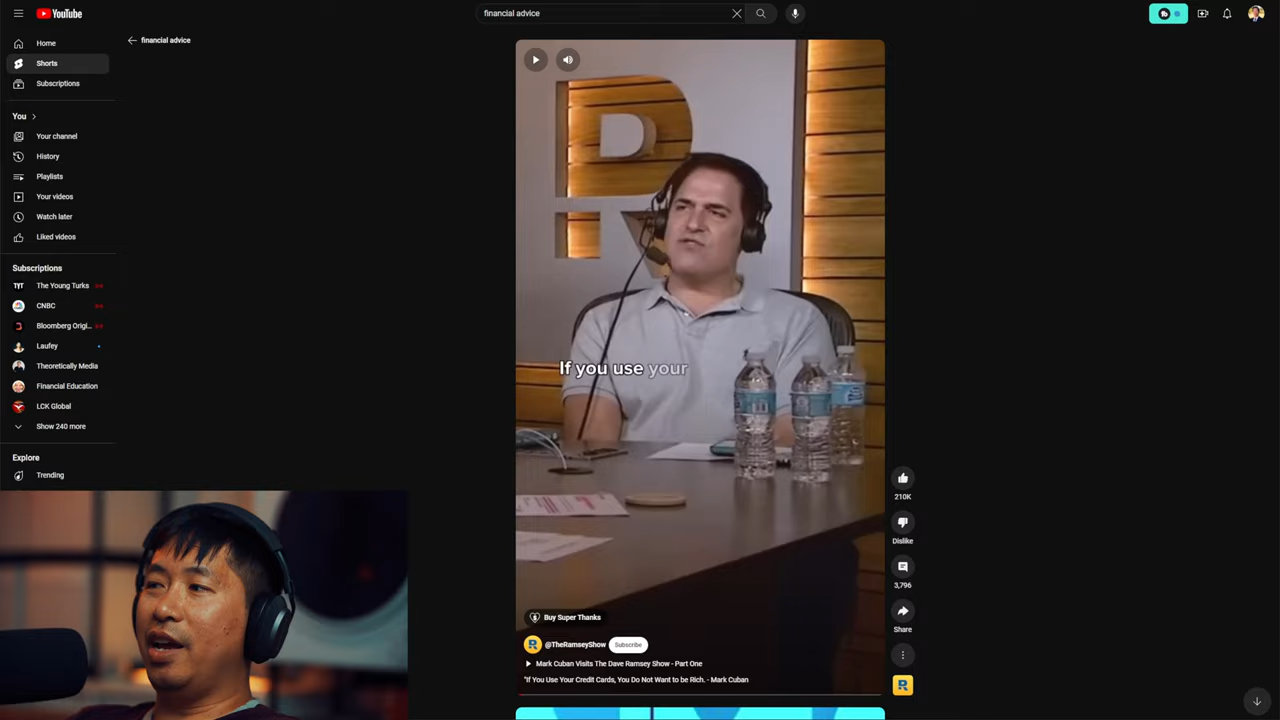 YouTube
financial advice
financial advice
Home
Shorts
Subscriptions
You
Your channel
History
Playlists
Your videos
Watch later
Liked videos
Subscriptions
TYT The Young Turks
CNBC
Bloomberg Origi...
Laufey
Theoretically Media
Financial Education
LCK Global
Show 240 more
Explore
Trending
R
If you use your
210K
Dislike
3,796
Share
Buy Super Thanks
R @TheRamseyShow Subscribe
Mark Cuban Visits The Dave Ramsey Show - Part One
"If You Use Your Credit Cards, You Do Not Want to be Rich. - Mark Cuban
R